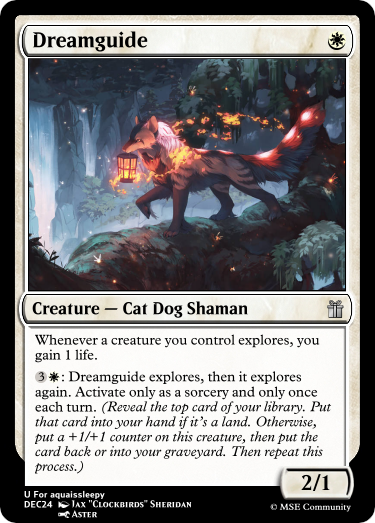 Dreamguide
Creature — Cat Dog Shaman
Whenever a creature you control explores, you
gain 1 life.
3: Dreamguide explores, then it explores
again. Activate only as a sorcery and only once
each turn. (Reveal the top card of your library. Put
that card into your hand if it's a land. Otherwise,
put a +1/+1 counter on this creature, then put the
card back or into your graveyard. Then repeat this
process.)
2/1
U For aquaissleepy
DEC24 Jax "Clockbirds" Sheridan
Aster
© MSE Community